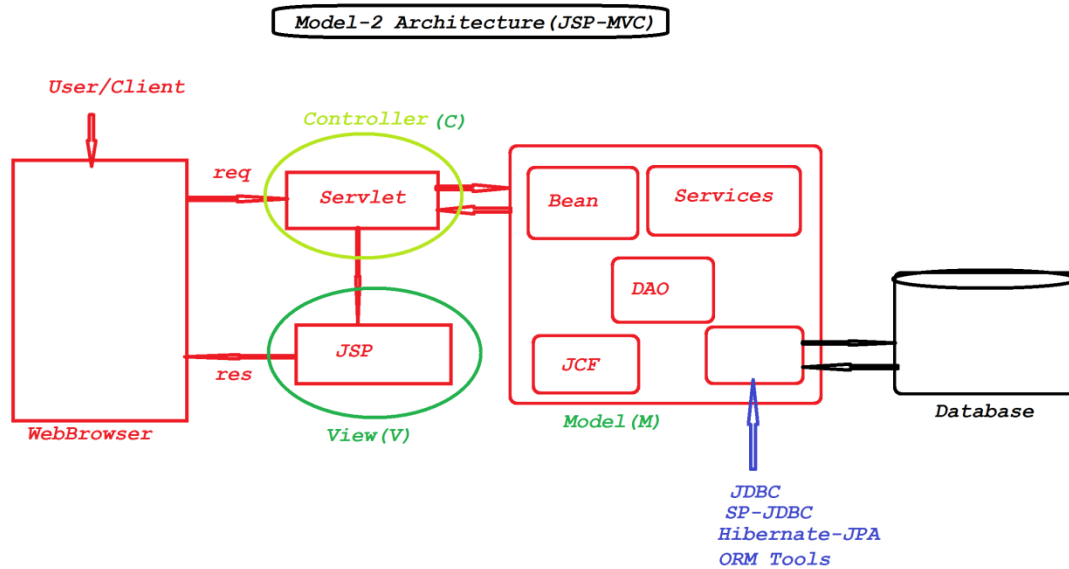 Model-2 Architecture(JSP-MVC)
User/Client
Controller(C)
req
Servlet
Bean
Services
DAO
JSP
res
JCF
WebBrowser
View(V)
Model(M)
Database
JDBC
SP-JDBC
Hibernate-JPA
ORM Tools